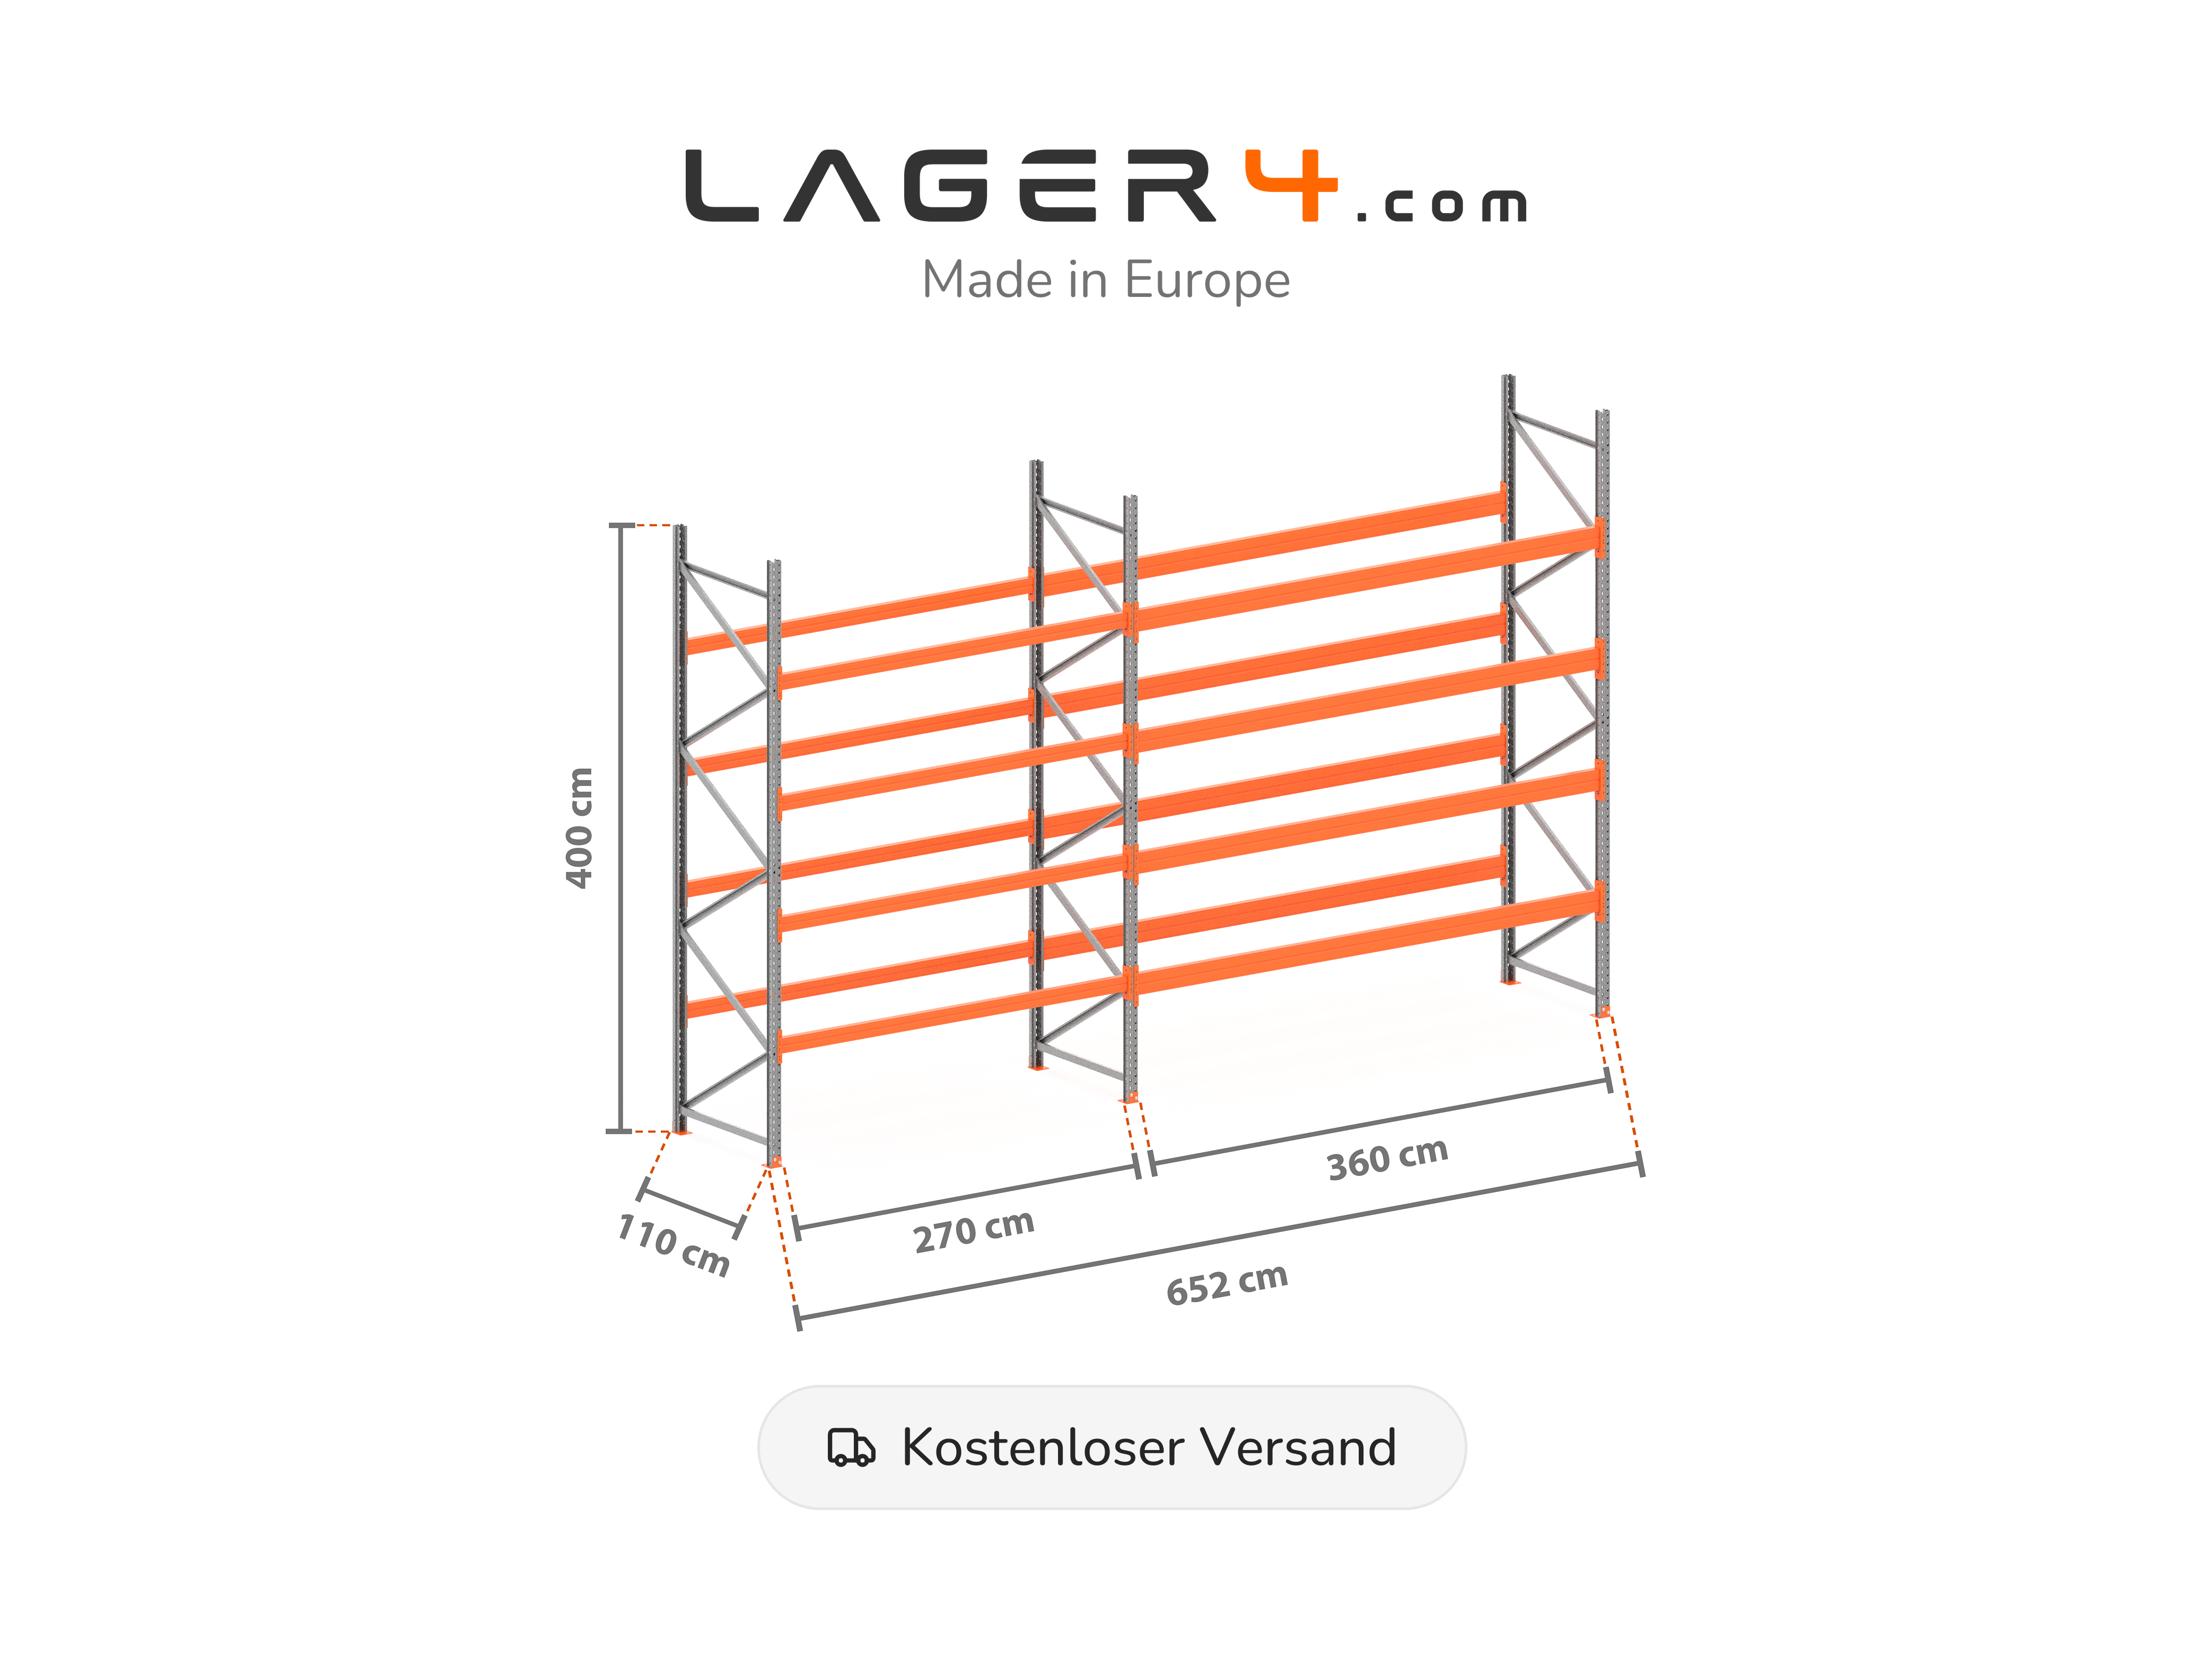 LAGER4.com
Made in Europe
400 cm
110 cm
270 cm
360 cm
652 cm
Kostenloser Versand